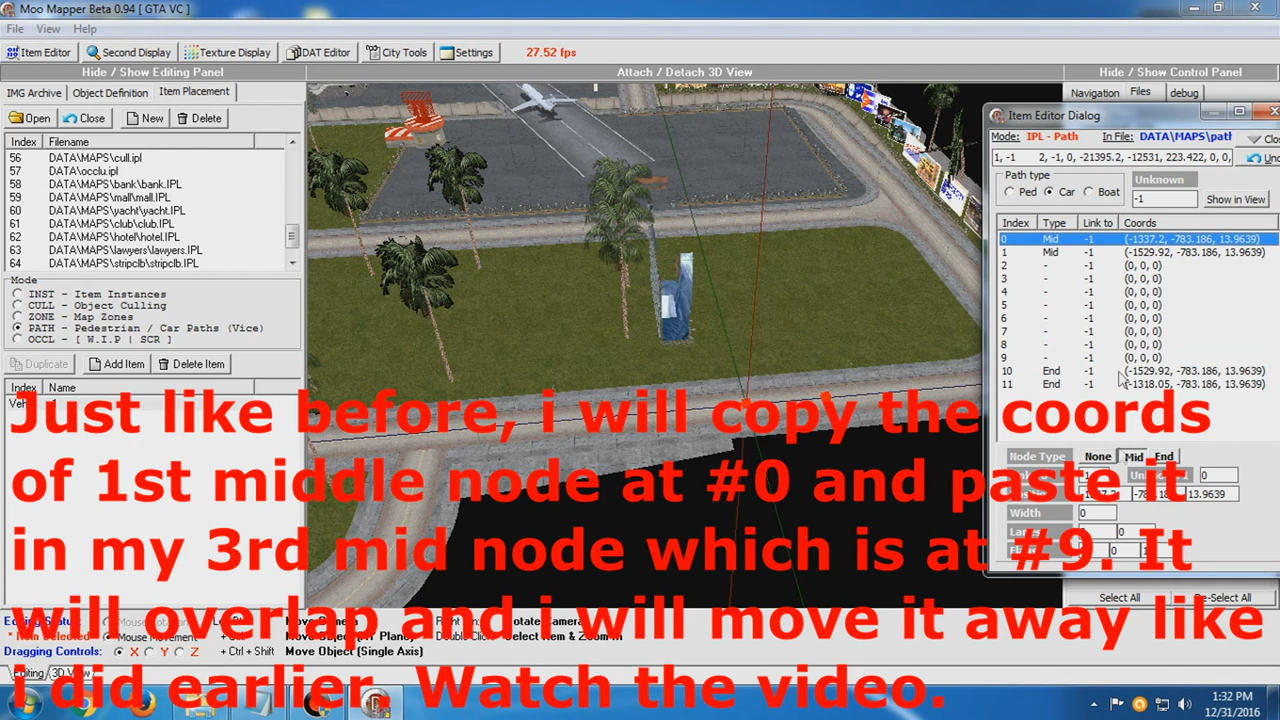 Moo Mapper Beta 0.94 [ GTA VC ]
File View Help
Item Editor Second Display Texture Display DAT Editor City Tools Settings 27.52 fps
Hide / Show Editing Panel Attach / Detach 3D View Hide / Show Control Panel
IMG Archive Object Definition Item Placement
Navigation Files debug
Open Close New Delete
Index Filename
56 DATA\MAPS\cull.ipl
57 DATA\occlu.ipl
58 DATA\MAPS\bank\bank.IPL
59 DATA\MAPS\mall\mall.IPL
60 DATA\MAPS\yacht\yacht.IPL
61 DATA\MAPS\club\club.IPL
62 DATA\MAPS\hotel\hotel.IPL
63 DATA\MAPS\lawyers\lawyers.IPL
64 DATA\MAPS\stripclb\stripclb.IPL
Mode
INST - Item Instances
CULL - Object Culling
ZONE - Map Zones
PATH - Pedestrian / Car Paths (Vice)
OCCL - [ W.I.P | SCR ]
Duplicate Add Item Delete Item
Index Name
Item Editor Dialog
Mode: IPL - Path In File: DATA\MAPS\path
1, -1 2, -1, 0, -21395.2, -12531, 223.422, 0, 0,
Path type
Ped Car Boat
Unknown
-1
Show in View
Index Type Link to Coords
0 Mid -1 (-1337.2, -783.186, 13.9639)
1 Mid -1 (-1529.92, -783.186, 13.9639)
2 - -1 (0, 0, 0)
3 - -1 (0, 0, 0)
4 - -1 (0, 0, 0)
5 - -1 (0, 0, 0)
6 - -1 (0, 0, 0)
7 - -1 (0, 0, 0)
8 - -1 (0, 0, 0)
9 - -1 (0, 0, 0)
10 End -1 (-1529.92, -783.186, 13.9639)
11 End -1 (-1318.05, -783.186, 13.9639)
Node Type None Mid End
0
13.9639
Width 0
0
0
Select All De-Select All
Just like before, i will copy the coords
of 1st middle node at #0 and paste it
in my 3rd mid node which is at #9. It
will overlap and i will move it away like
i did earlier. Watch the video.
Mouse Movement
Dragging Controls: X Y Z + Ctrl + Shift Move Object (Single Axis)
Editing 3D View
1:32 PM
12/31/2016